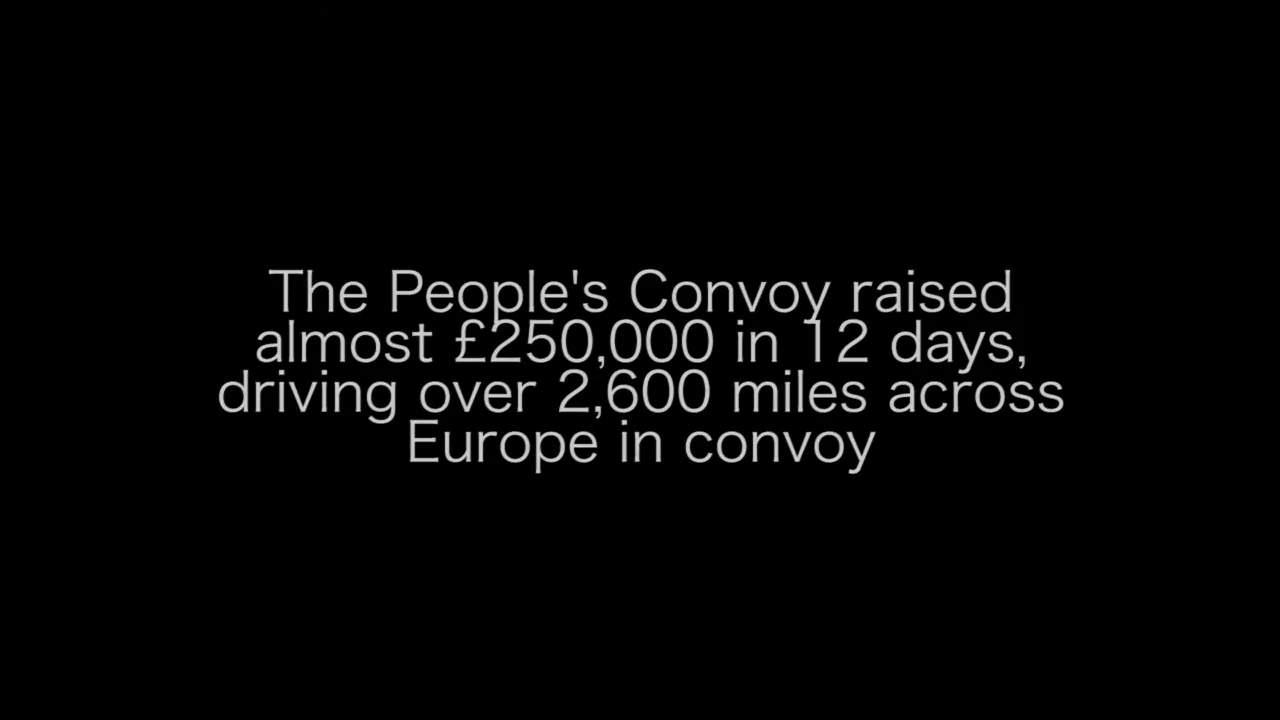 The People's Convoy raised
almost £250,000 in 12 days,
driving over 2,600 miles across
Europe in convoy